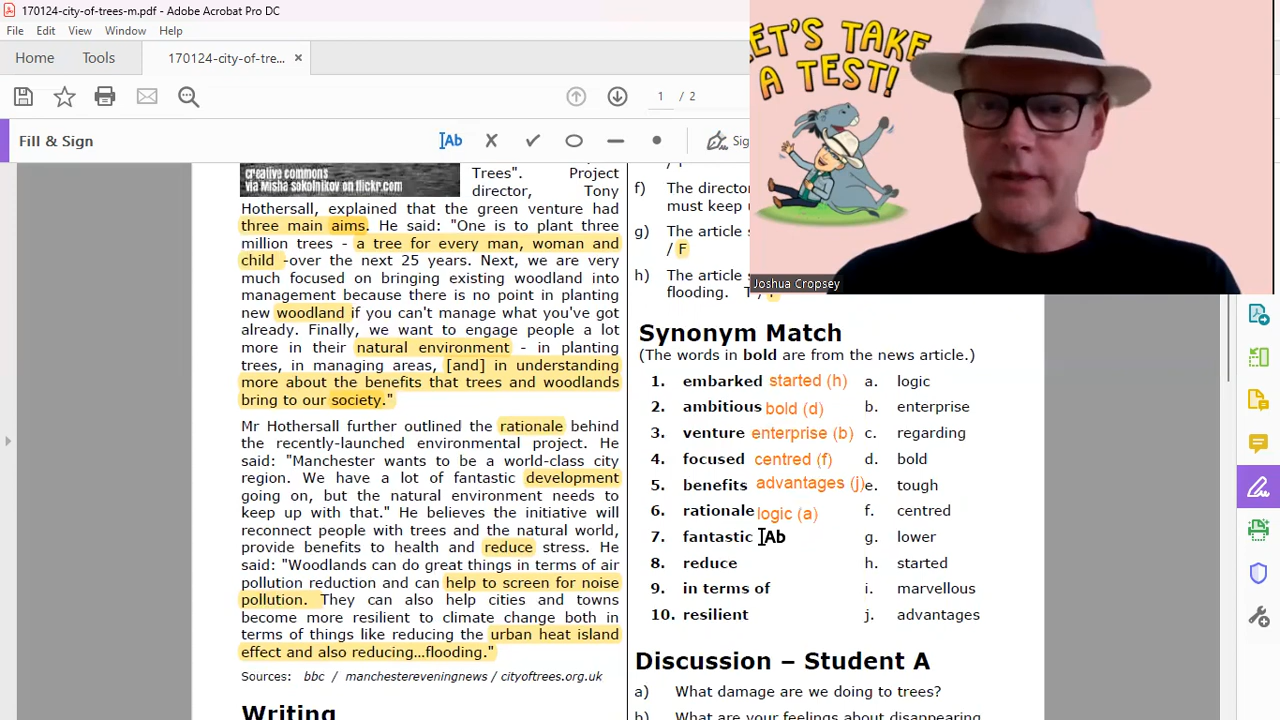 170124-city-of-trees-m.pdf - Adobe Acrobat Pro DC
File Edit View Window Help
Home Tools 170124-city-of-tre... ×
1 / 2
Fill & Sign
Ab
LET'S TAKE
A TEST!
Joshua Cropsey
creative commons
via Misha Sokolnikov on flickr.com
Trees". Project
director, Tony
Hothersall, explained that the green venture had
three main aims. He said: "One is to plant three
million trees - a tree for every man, woman and
child -over the next 25 years. Next, we are very
much focused on bringing existing woodland into
management because there is no point in planting
new woodland if you can't manage what you've got
already. Finally, we want to engage people a lot
more in their natural environment - in planting
trees, in managing areas, [and] in understanding
more about the benefits that trees and woodlands
bring to our society."
Mr Hothersall further outlined the rationale behind
the recently-launched environmental project. He
said: "Manchester wants to be a world-class city
region. We have a lot of fantastic development
going on, but the natural environment needs to
keep up with that." He believes the initiative will
reconnect people with trees and the natural world,
provide benefits to health and reduce stress. He
said: "Woodlands can do great things in terms of air
pollution reduction and can help to screen for noise
pollution. They can also help cities and towns
become more resilient to climate change both in
terms of things like reducing the urban heat island
effect and also reducing...flooding."
Sources: bbc / manchestereveningnews / cityoftrees.org.uk
Writing
f) The director
must keep
g) The article s
/ F
h) The article s
flooding. T /
Synonym Match
(The words in bold are from the news article.)
1. embarked started (h) a. logic
2. ambitious bold (d) b. enterprise
3. venture enterprise (b) c. regarding
4. focused centred (f) d. bold
5. benefits advantages (j) e. tough
6. rationale logic (a) f. centred
7. fantastic Ab g. lower
8. reduce h. started
9. in terms of i. marvellous
10. resilient j. advantages
Discussion – Student A
a) What damage are we doing to trees?
b) What are your feelings about disappearing